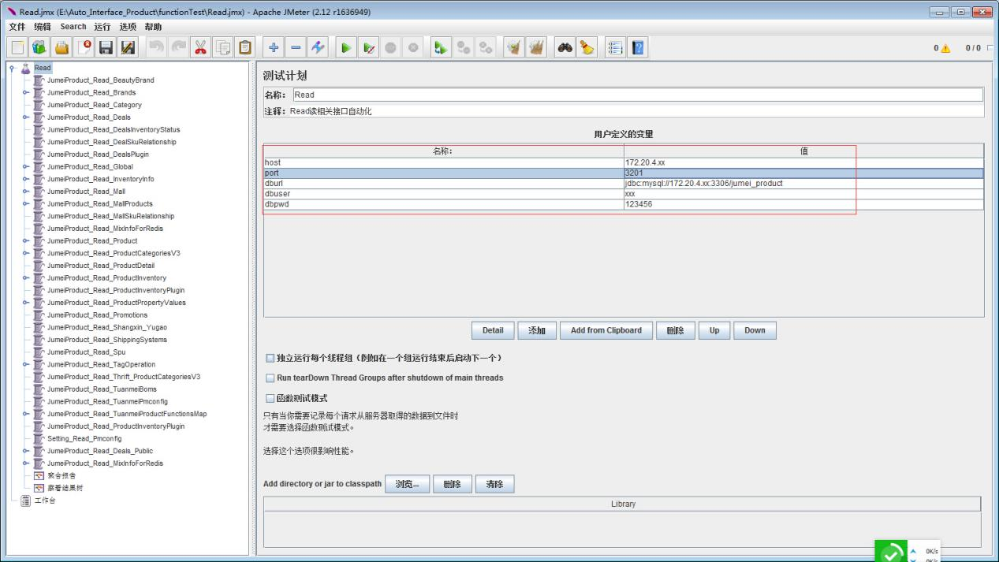 Read.jmx (E:\Auto_Interface_Product\functionTest\Read.jmx) - Apache JMeter (2.12 r1636949)
文件 编辑 Search 运行 选项 帮助
0 0 / 0
Read
JumeiProduct_Read_BeautyBrand
JumeiProduct_Read_Brands
JumeiProduct_Read_Category
JumeiProduct_Read_Deals
JumeiProduct_Read_DealsInventoryStatus
JumeiProduct_Read_DealSkuRelationship
JumeiProduct_Read_DealsPlugin
JumeiProduct_Read_Global
JumeiProduct_Read_InventoryInfo
JumeiProduct_Read_Mall
JumeiProduct_Read_MallProducts
JumeiProduct_Read_MallSkuRelationship
JumeiProduct_Read_MixInfoForRedis
JumeiProduct_Read_Product
JumeiProduct_Read_ProductCategoriesV3
JumeiProduct_Read_ProductDetail
JumeiProduct_Read_ProductInventory
JumeiProduct_Read_ProductInventoryPlugin
JumeiProduct_Read_ProductPropertyValues
JumeiProduct_Read_Promotions
JumeiProduct_Read_Shangxin_Yugao
JumeiProduct_Read_ShippingSystems
JumeiProduct_Read_Spu
JumeiProduct_Read_TagOperation
JumeiProduct_Read_Thrift_ProductCategoriesV3
JumeiProduct_Read_TuanmeiBoms
JumeiProduct_Read_TuanmeiPmconfig
JumeiProduct_Read_TuanmeiProductFunctionsMap
JumeiProduct_Read_ProductInventoryPlugin
Setting_Read_Pmconfig
JumeiProduct_Read_Deals_Public
JumeiProduct_Read_MixInfoForRedis
聚合报告
察看结果树
工作台
测试计划
名称: Read
注释: Read读相关接口自动化
用户定义的变量
名称: 值
host 172.20.4.xx
port 3201
dburl jdbc:mysql://172.20.4.xx:3306/jumei_product
dbuser xxx
dbpwd 123456
Detail 添加 Add from Clipboard 删除 Up Down
独立运行每个线程组（例如在一个组运行结束后启动下一个）
Run tearDown Thread Groups after shutdown of main threads
函数测试模式
只有当你需要记录每个请求从服务器取得的数据到文件时
才需要选择函数测试模式。
选择这个选项很影响性能。
Add directory or jar to classpath 浏览... 删除 清除
Library
0K/s
0K/s